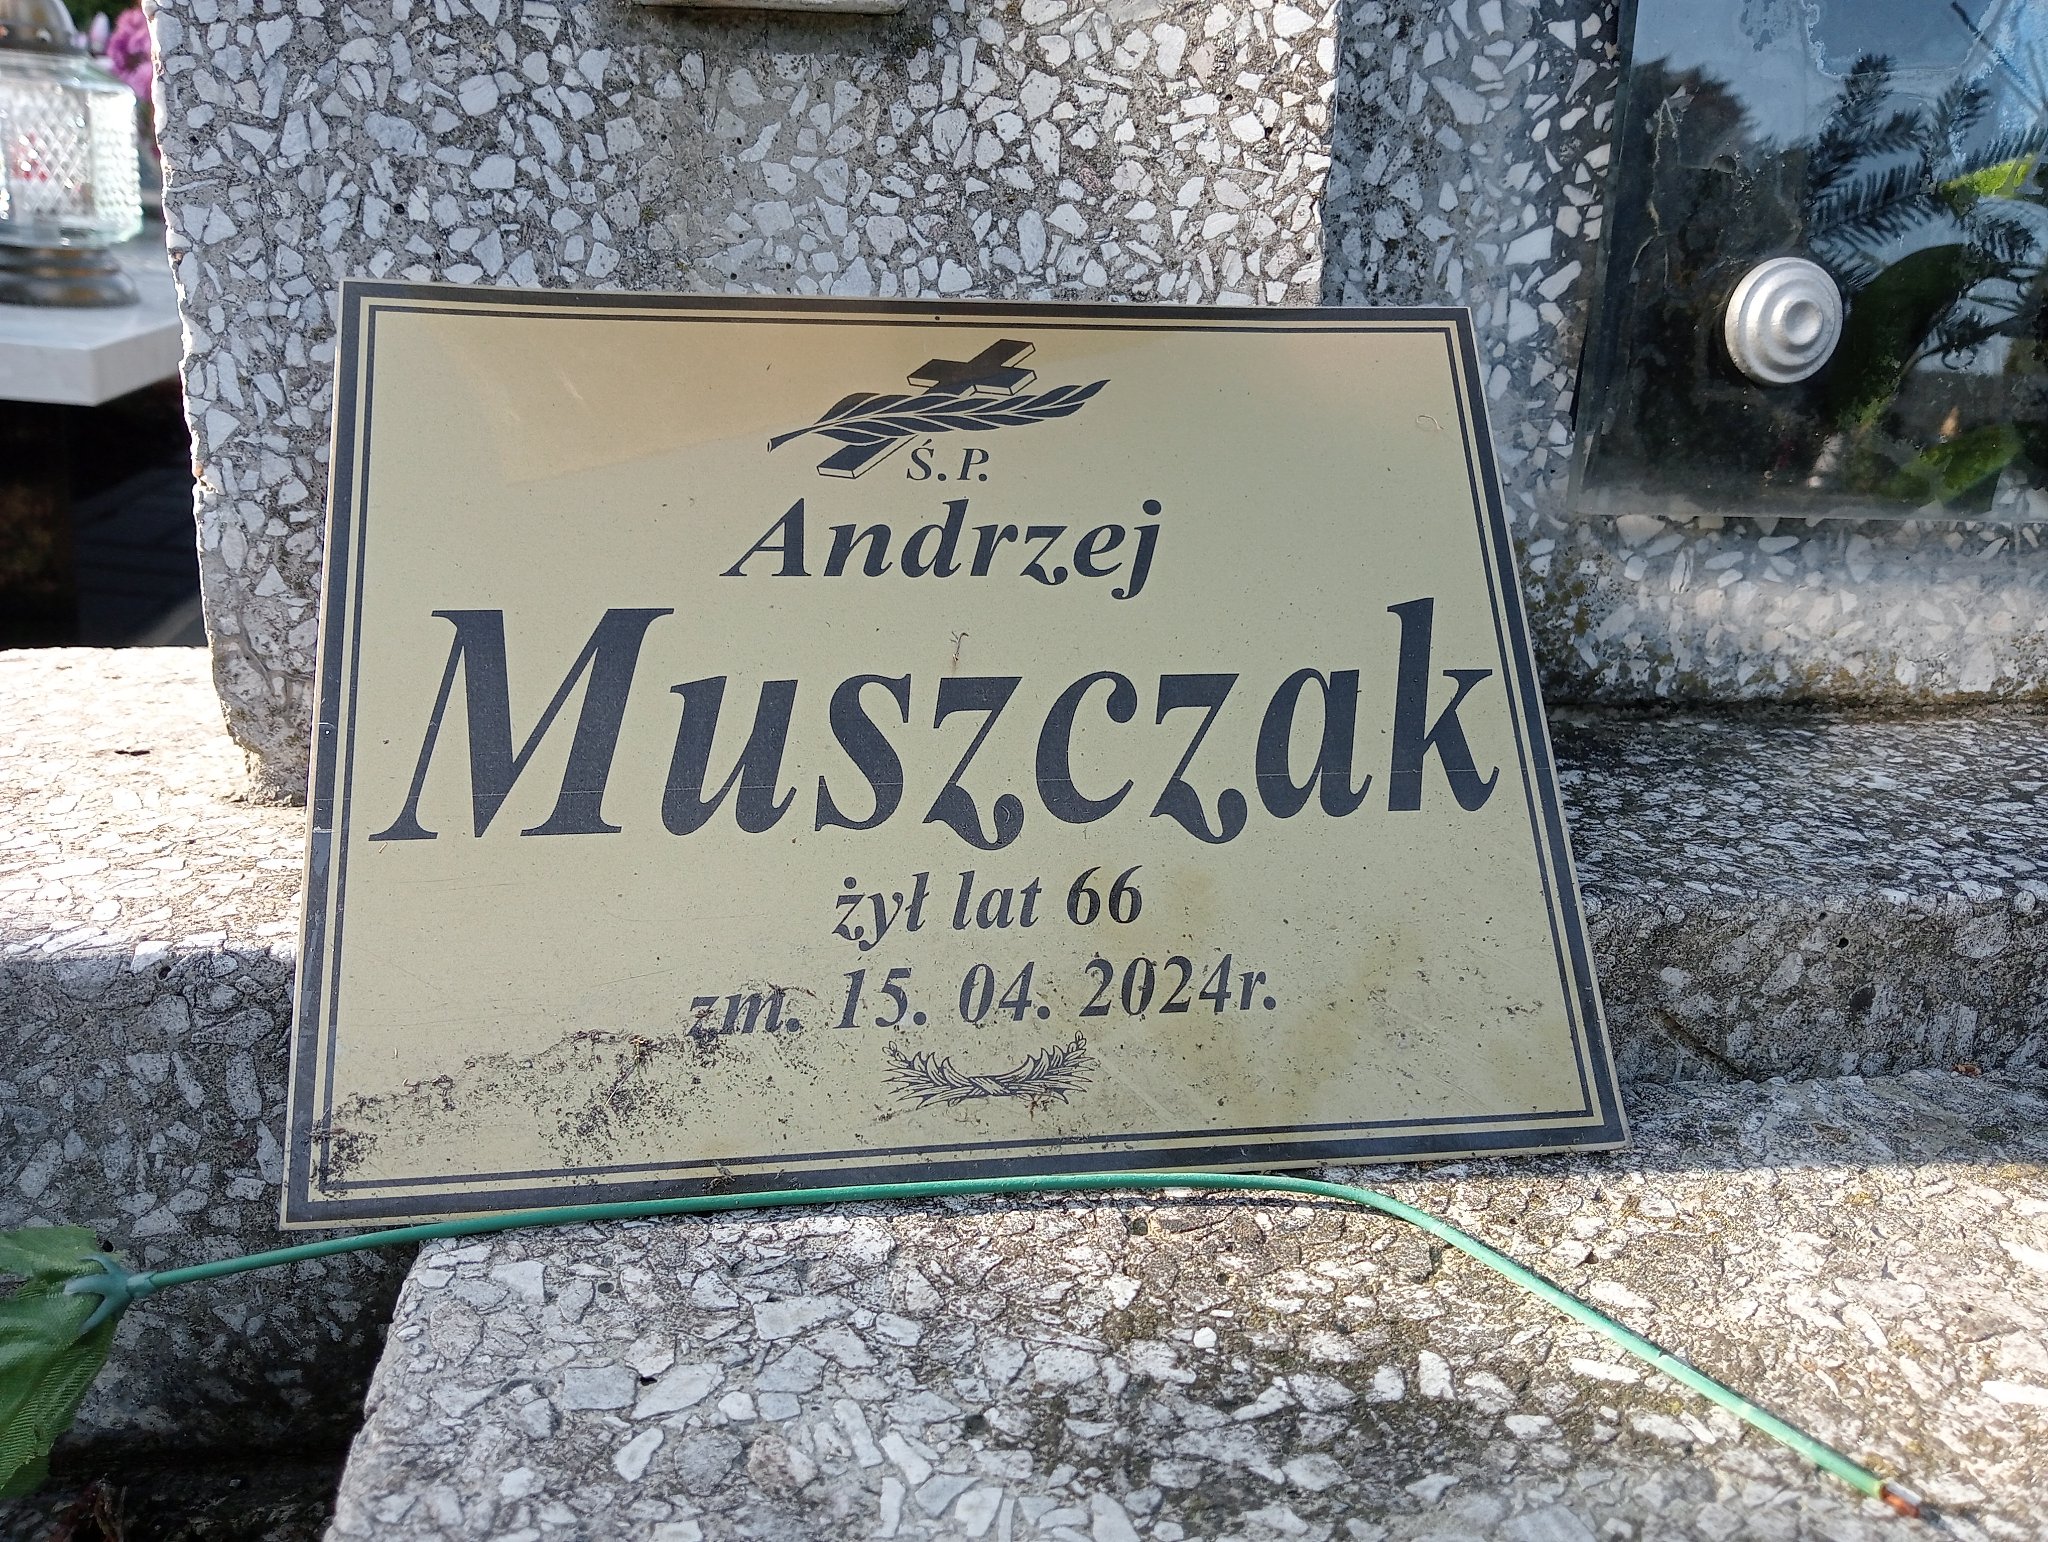 Ś.P.
Andrzej
Muszczak
żył lat 66
zm. 15. 04. 2024r.